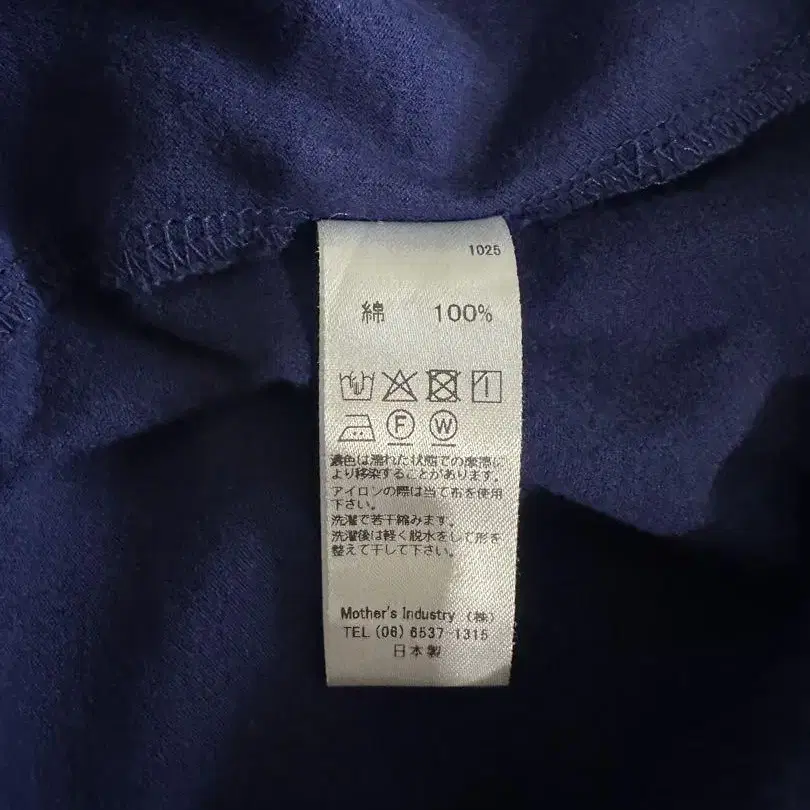 1025
綿 100%
F W
濃色は濡れた状態での摩擦に
より移染することがあります。
アイロンの際は当て布を使用
下さい。
洗濯で若干縮みます。
洗濯後は軽く脱水をして形を
整えて干して下さい。
Mother's Industry (株)
TEL (06) 6537-1315
日本製